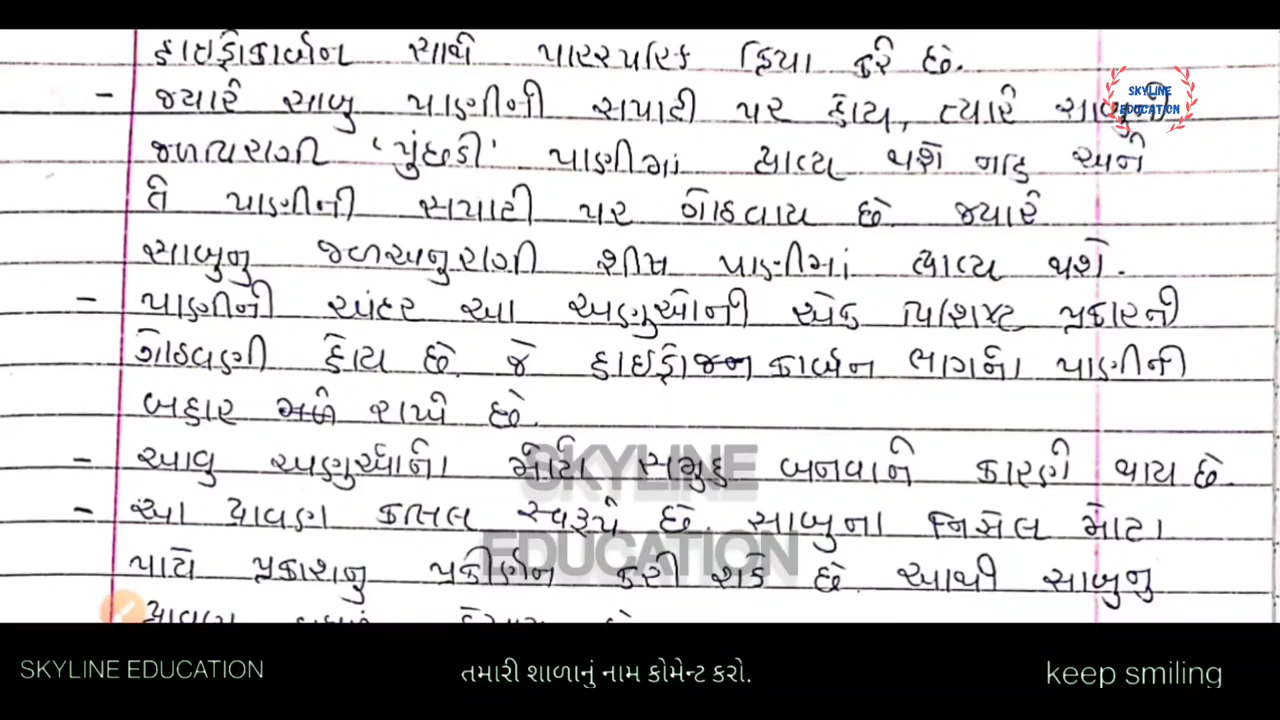 હાઇડ્રોકાર્બન સાથે પારસ્પરિક ક્રિયા કરે છે.
- જ્યારે સાબુ પાણીની સપાટી પર હોય, ત્યારે સાબુની
SKYLINE
EDUCATION
જળવિરાગી 'પુંછડી' પાણીમાં દ્રાવ્ય થશે નહિ અને
તે પાણીની સપાટી પર ગોઠવાય છે જ્યારે
સાબુનુ જળઅનુરાગી શીર્ષ પાણીમાં દ્રાવ્ય થશે.
- પાણીની અંદર આ અણુઓની એક વિશિષ્ટ પ્રકારની
ગોઠવણી હોય છે જે હાઇડ્રોકાર્બન ભાગને પાણીની
બહાર રાખે છે.
- આવુ અણુઓના મોટા સમુહ બનવાને કારણે થાય છે.
- આ દ્રાવણ કલિલ સ્વરૂપે છે. સાબુના મિસેલ મોટા
SKYLINE
EDUCATION
પાયે પ્રકાશનુ પ્રકીર્ણન કરી શકે છે. આથી સાબુનુ
SKYLINE EDUCATION
તમારી શાળાનું નામ કોમેન્ટ કરો.
keep smiling